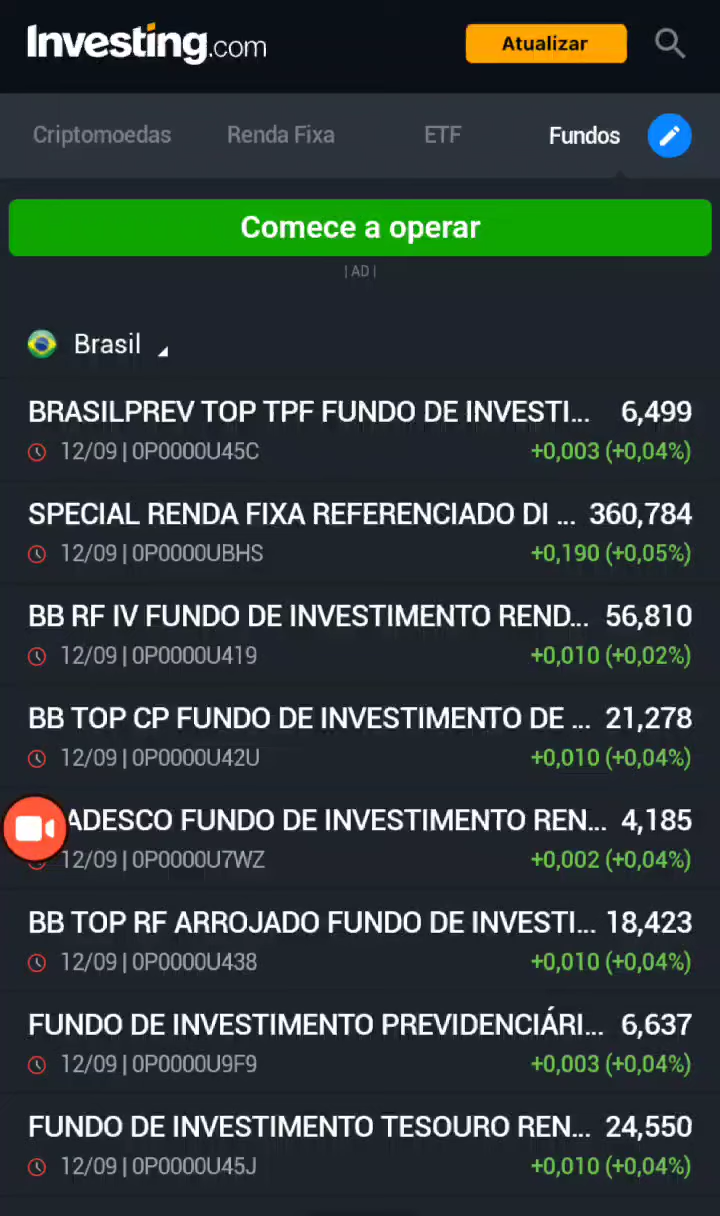 Investing.com
Atualizar
Criptomoedas Renda Fixa ETF Fundos
Comece a operar
| AD |
Brasil
BRASILPREV TOP TPF FUNDO DE INVESTI... 6,499
12/09 | 0P0000U45C +0,003 (+0,04%)
SPECIAL RENDA FIXA REFERENCIADO DI ... 360,784
12/09 | 0P0000UBHS +0,190 (+0,05%)
BB RF IV FUNDO DE INVESTIMENTO REND... 56,810
12/09 | 0P0000U419 +0,010 (+0,02%)
BB TOP CP FUNDO DE INVESTIMENTO DE ... 21,278
12/09 | 0P0000U42U +0,010 (+0,04%)
ADESCO FUNDO DE INVESTIMENTO REN... 4,185
12/09 | 0P0000U7WZ +0,002 (+0,04%)
BB TOP RF ARROJADO FUNDO DE INVESTI... 18,423
12/09 | 0P0000U438 +0,010 (+0,04%)
FUNDO DE INVESTIMENTO PREVIDENCIÁRI... 6,637
12/09 | 0P0000U9F9 +0,003 (+0,04%)
FUNDO DE INVESTIMENTO TESOURO REN... 24,550
12/09 | 0P0000U45J +0,010 (+0,04%)